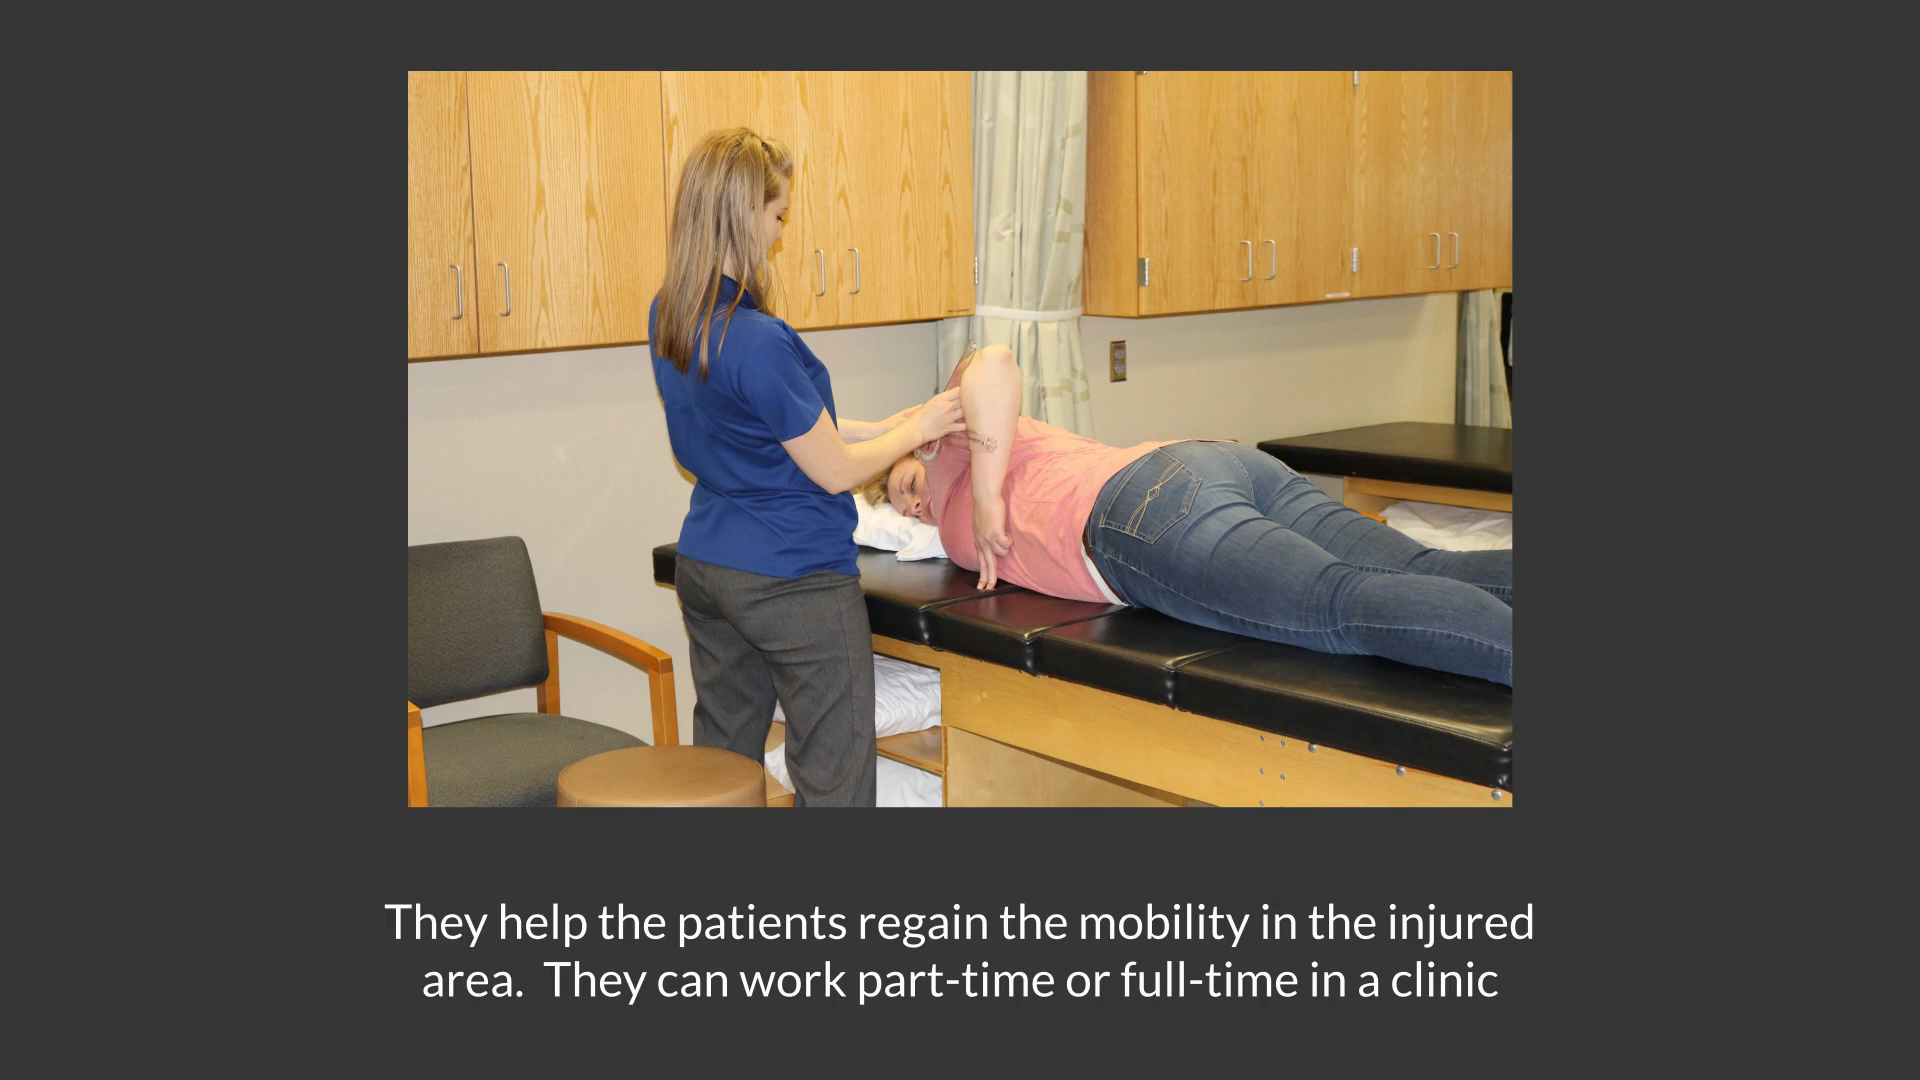 They help the patients regain the mobility in the injured
area.  They can work part-time or full-time in a clinic